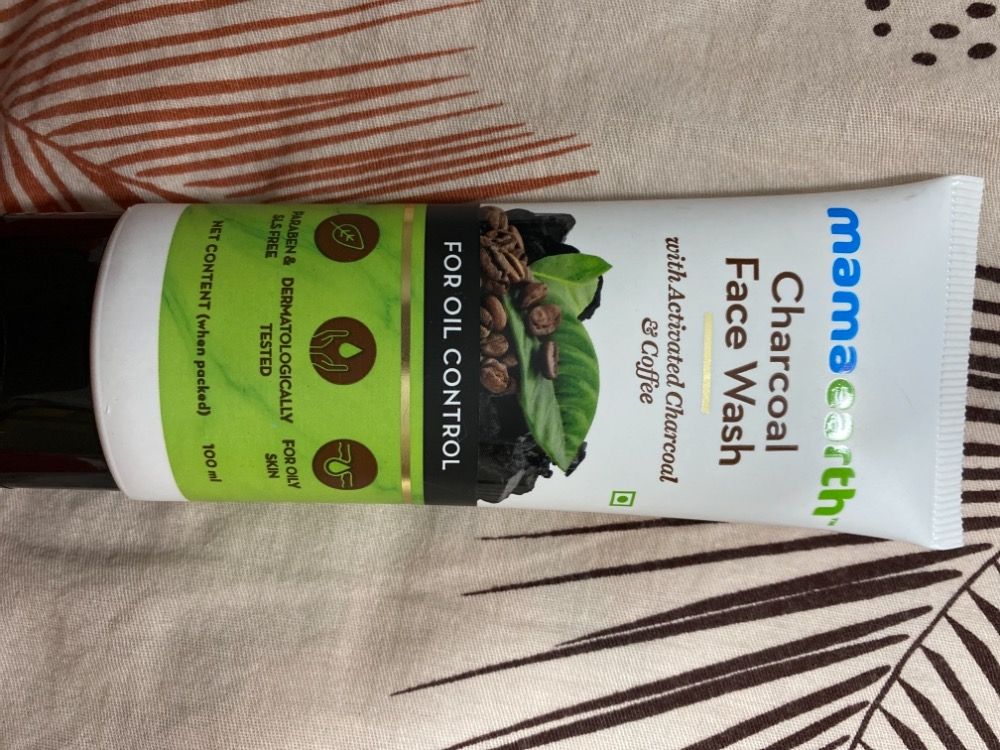 mamaearth™
Charcoal
Face Wash
with Activated Charcoal
& Coffee
FOR OIL CONTROL
PARABEN &
SLS FREE
DERMATOLOGICALLY
TESTED
FOR OILY
SKIN
NET CONTENT (when packed) 100 ml